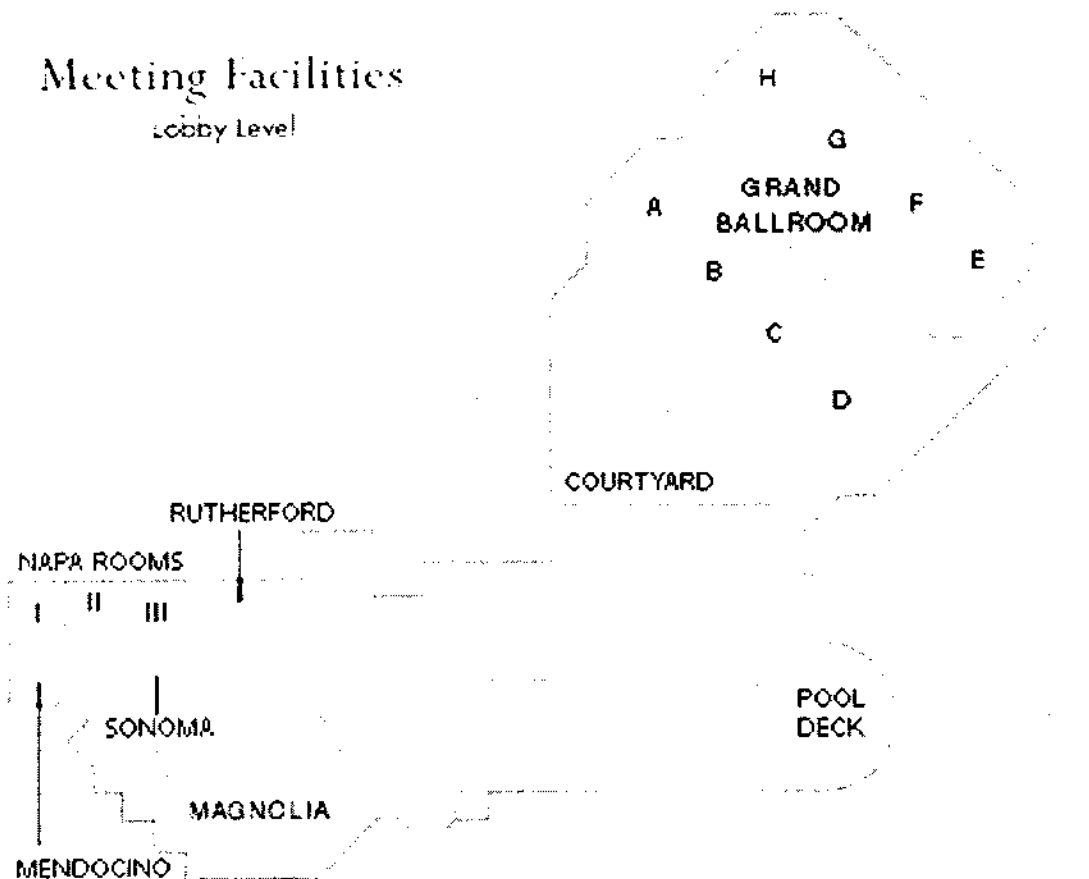 Meeting Facilities
Lobby Level
H
G
GRAND
BALLROOM
A
F
B
E
C
D
COURTYARD
RUTHERFORD
NAPA ROOMS
I
II
III
SONOMA
POOL
DECK
MAGNOLIA
MENDOCINO